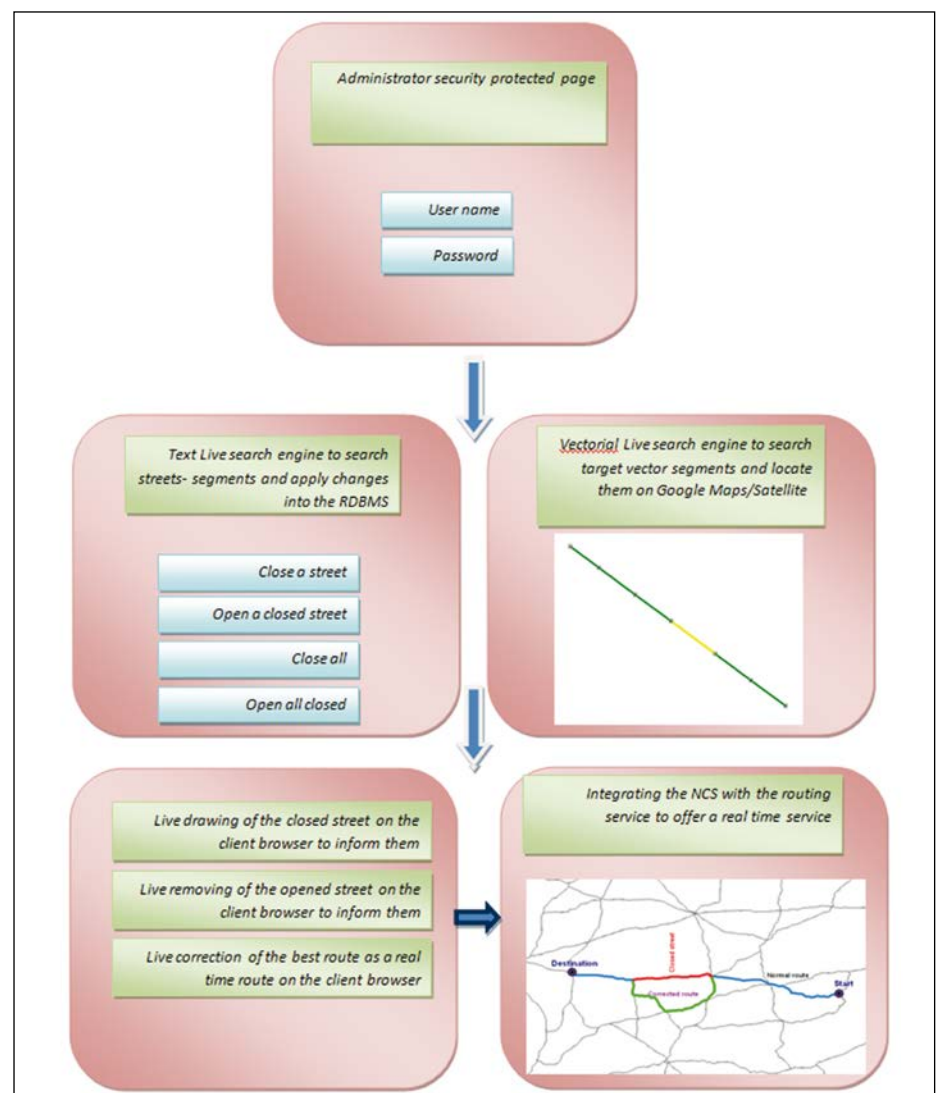 Administrator security protected page
User name
Password
Text Live search engine to search
streets- segments and apply changes
into the RDBMS
Close a street
Open a closed street
Close all
Open all closed
Vectorial Live search engine to search
target vector segments and locate
them on Google Maps/Satellite
Live drawing of the closed street on the
client browser to inform them
Live removing of the opened street on the
client browser to inform them
Live correction of the best route as a real
time route on the client browser
Integrating the NCS with the routing
service to offer a real time service
Closed street
Destination
Normal route
Start
Corrected route